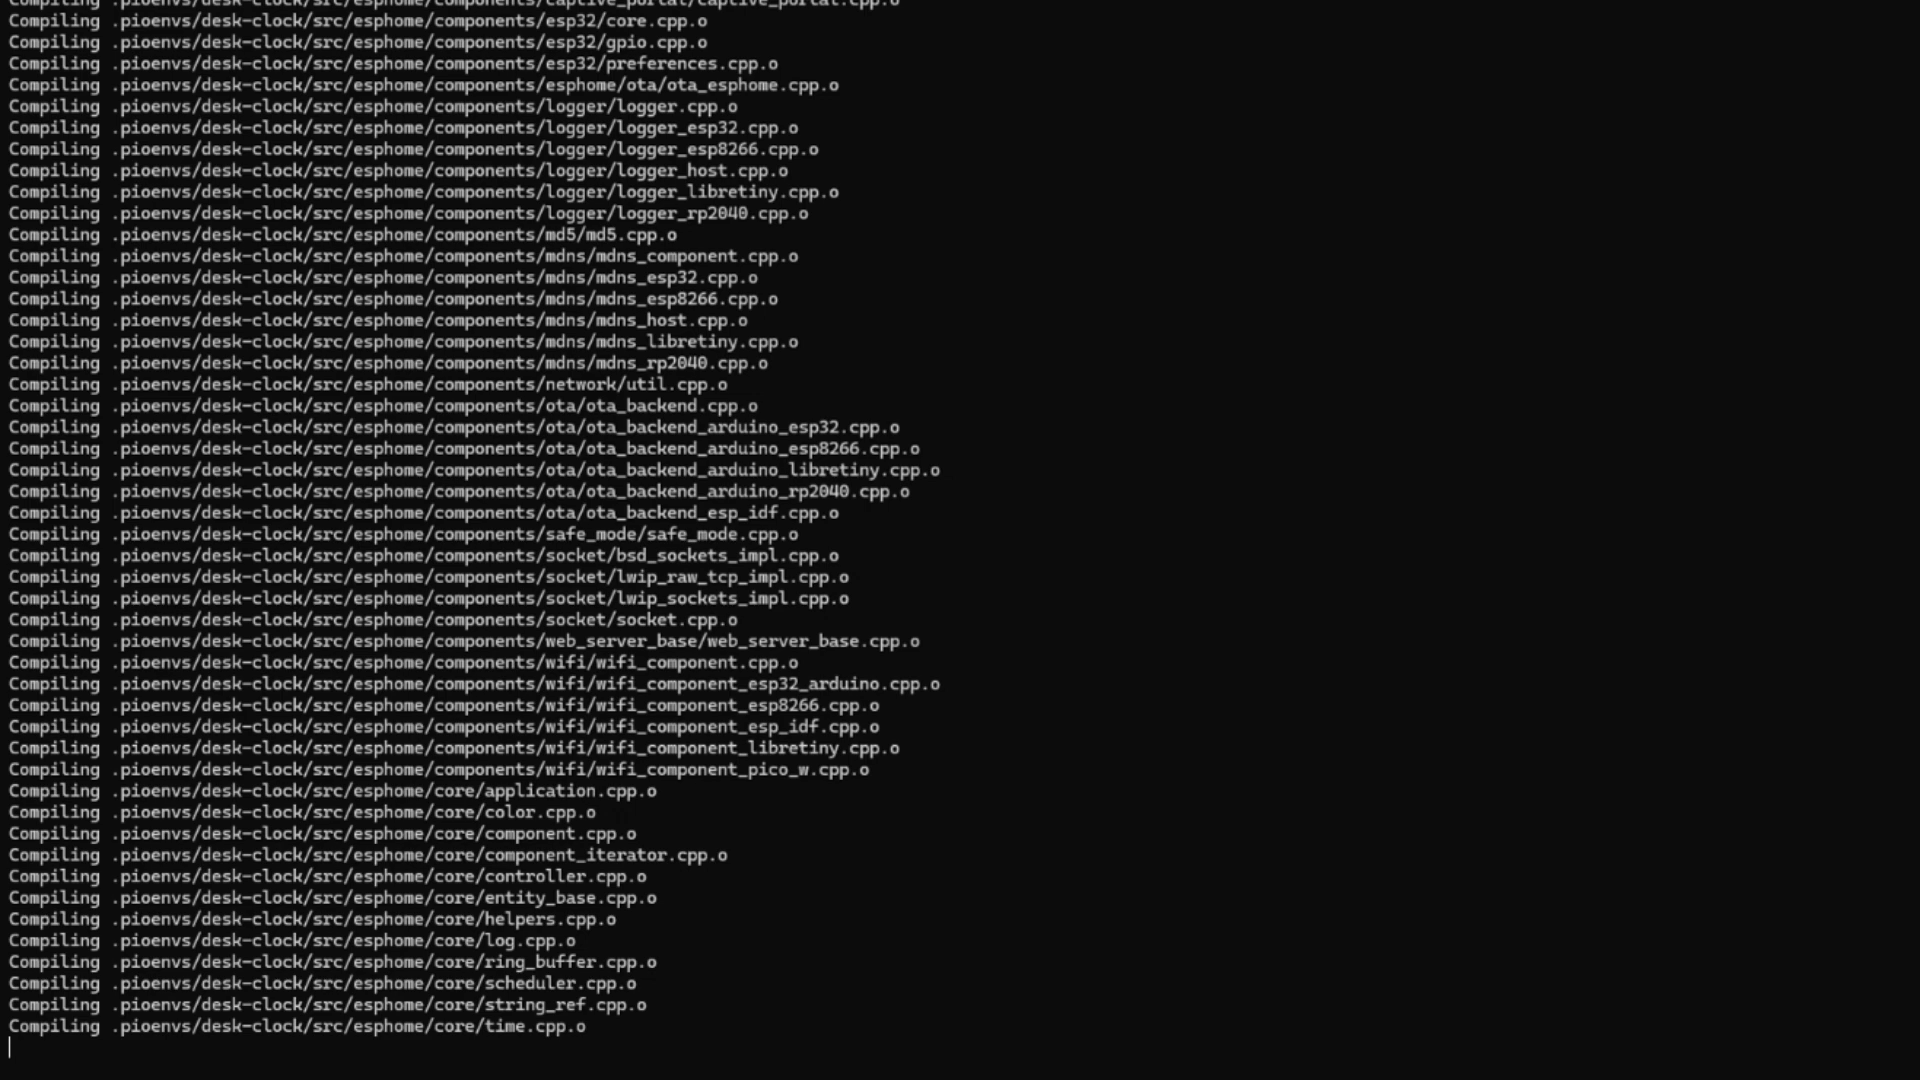 Compiling .pioenvs/desk-clock/src/esphome/components/captive_portal/captive_portal.cpp.o
Compiling .pioenvs/desk-clock/src/esphome/components/esp32/core.cpp.o
Compiling .pioenvs/desk-clock/src/esphome/components/esp32/gpio.cpp.o
Compiling .pioenvs/desk-clock/src/esphome/components/esp32/preferences.cpp.o
Compiling .pioenvs/desk-clock/src/esphome/components/esphome/ota/ota_esphome.cpp.o
Compiling .pioenvs/desk-clock/src/esphome/components/logger/logger.cpp.o
Compiling .pioenvs/desk-clock/src/esphome/components/logger/logger_esp32.cpp.o
Compiling .pioenvs/desk-clock/src/esphome/components/logger/logger_esp8266.cpp.o
Compiling .pioenvs/desk-clock/src/esphome/components/logger/logger_host.cpp.o
Compiling .pioenvs/desk-clock/src/esphome/components/logger/logger_libretiny.cpp.o
Compiling .pioenvs/desk-clock/src/esphome/components/logger/logger_rp2040.cpp.o
Compiling .pioenvs/desk-clock/src/esphome/components/md5/md5.cpp.o
Compiling .pioenvs/desk-clock/src/esphome/components/mdns/mdns_component.cpp.o
Compiling .pioenvs/desk-clock/src/esphome/components/mdns/mdns_esp32.cpp.o
Compiling .pioenvs/desk-clock/src/esphome/components/mdns/mdns_esp8266.cpp.o
Compiling .pioenvs/desk-clock/src/esphome/components/mdns/mdns_host.cpp.o
Compiling .pioenvs/desk-clock/src/esphome/components/mdns/mdns_libretiny.cpp.o
Compiling .pioenvs/desk-clock/src/esphome/components/mdns/mdns_rp2040.cpp.o
Compiling .pioenvs/desk-clock/src/esphome/components/network/util.cpp.o
Compiling .pioenvs/desk-clock/src/esphome/components/ota/ota_backend.cpp.o
Compiling .pioenvs/desk-clock/src/esphome/components/ota/ota_backend_arduino_esp32.cpp.o
Compiling .pioenvs/desk-clock/src/esphome/components/ota/ota_backend_arduino_esp8266.cpp.o
Compiling .pioenvs/desk-clock/src/esphome/components/ota/ota_backend_arduino_libretiny.cpp.o
Compiling .pioenvs/desk-clock/src/esphome/components/ota/ota_backend_arduino_rp2040.cpp.o
Compiling .pioenvs/desk-clock/src/esphome/components/ota/ota_backend_esp_idf.cpp.o
Compiling .pioenvs/desk-clock/src/esphome/components/safe_mode/safe_mode.cpp.o
Compiling .pioenvs/desk-clock/src/esphome/components/socket/bsd_sockets_impl.cpp.o
Compiling .pioenvs/desk-clock/src/esphome/components/socket/lwip_raw_tcp_impl.cpp.o
Compiling .pioenvs/desk-clock/src/esphome/components/socket/lwip_sockets_impl.cpp.o
Compiling .pioenvs/desk-clock/src/esphome/components/socket/socket.cpp.o
Compiling .pioenvs/desk-clock/src/esphome/components/web_server_base/web_server_base.cpp.o
Compiling .pioenvs/desk-clock/src/esphome/components/wifi/wifi_component.cpp.o
Compiling .pioenvs/desk-clock/src/esphome/components/wifi/wifi_component_esp32_arduino.cpp.o
Compiling .pioenvs/desk-clock/src/esphome/components/wifi/wifi_component_esp8266.cpp.o
Compiling .pioenvs/desk-clock/src/esphome/components/wifi/wifi_component_esp_idf.cpp.o
Compiling .pioenvs/desk-clock/src/esphome/components/wifi/wifi_component_libretiny.cpp.o
Compiling .pioenvs/desk-clock/src/esphome/components/wifi/wifi_component_pico_w.cpp.o
Compiling .pioenvs/desk-clock/src/esphome/core/application.cpp.o
Compiling .pioenvs/desk-clock/src/esphome/core/color.cpp.o
Compiling .pioenvs/desk-clock/src/esphome/core/component.cpp.o
Compiling .pioenvs/desk-clock/src/esphome/core/component_iterator.cpp.o
Compiling .pioenvs/desk-clock/src/esphome/core/controller.cpp.o
Compiling .pioenvs/desk-clock/src/esphome/core/entity_base.cpp.o
Compiling .pioenvs/desk-clock/src/esphome/core/helpers.cpp.o
Compiling .pioenvs/desk-clock/src/esphome/core/log.cpp.o
Compiling .pioenvs/desk-clock/src/esphome/core/ring_buffer.cpp.o
Compiling .pioenvs/desk-clock/src/esphome/core/scheduler.cpp.o
Compiling .pioenvs/desk-clock/src/esphome/core/string_ref.cpp.o
Compiling .pioenvs/desk-clock/src/esphome/core/time.cpp.o